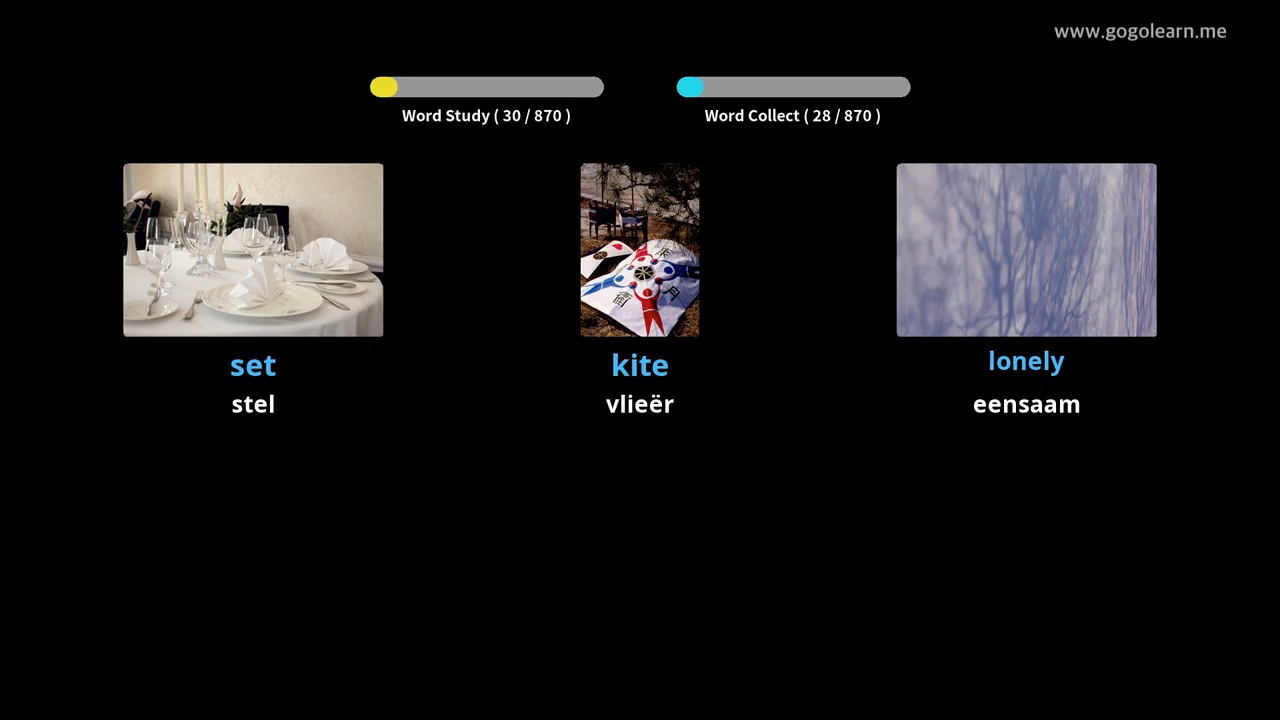 www.gogolearn.me
Word Study ( 30 / 870 )
Word Collect ( 28 / 870 )
set
kite
lonely
stel
vlieër
eensaam